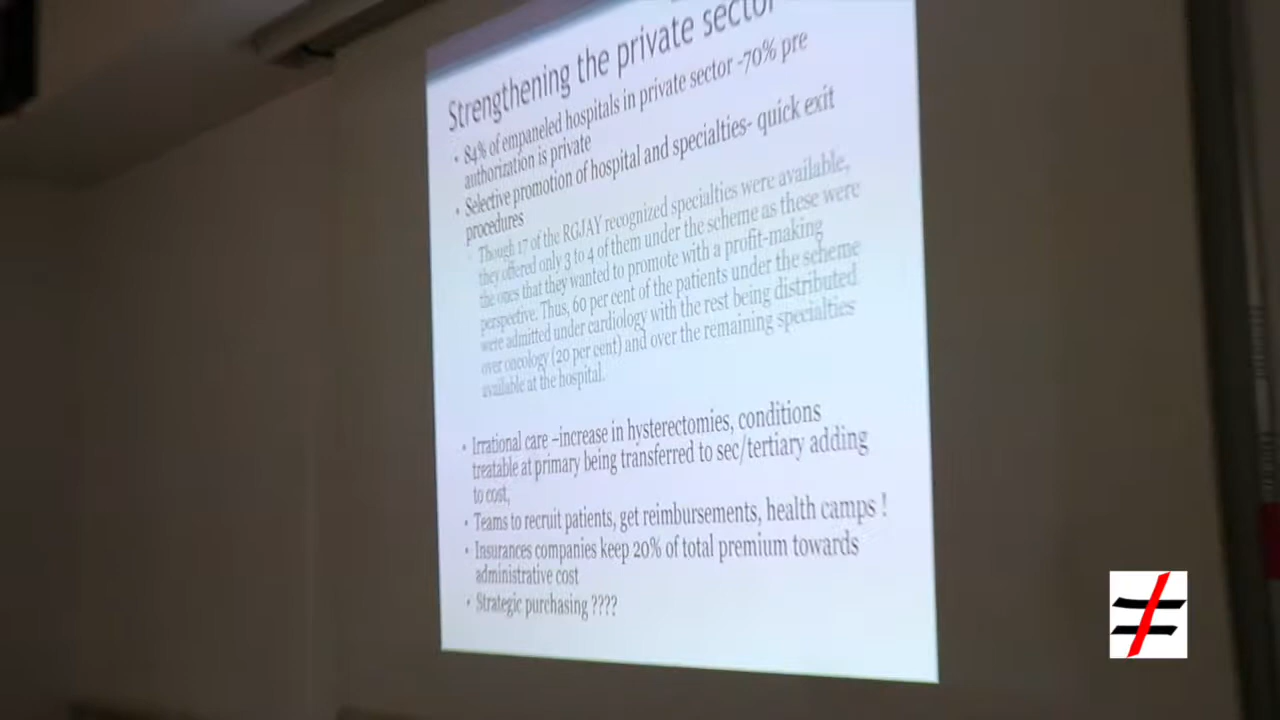 Strengthening the private sector
• 84% of empaneled hospitals in private sector -70% pre
authorization is private
• Selective promotion of hospital and specialties- quick exit
procedures
Though 17 of the RGJAY recognized specialties were available,
they offered only 3 to 4 of them under the scheme as these were
the ones that they wanted to promote with a profit-making
perspective. Thus, 60 per cent of the patients under the scheme
were admitted under cardiology with the rest being distributed
over oncology (20 per cent) and over the remaining specialties
available at the hospital.
• Irrational care –increase in hysterectomies, conditions
treatable at primary being transferred to sec/tertiary adding
to cost,
• Teams to recruit patients, get reimbursements, health camps !
• Insurances companies keep 20% of total premium towards
administrative cost
• Strategic purchasing ????